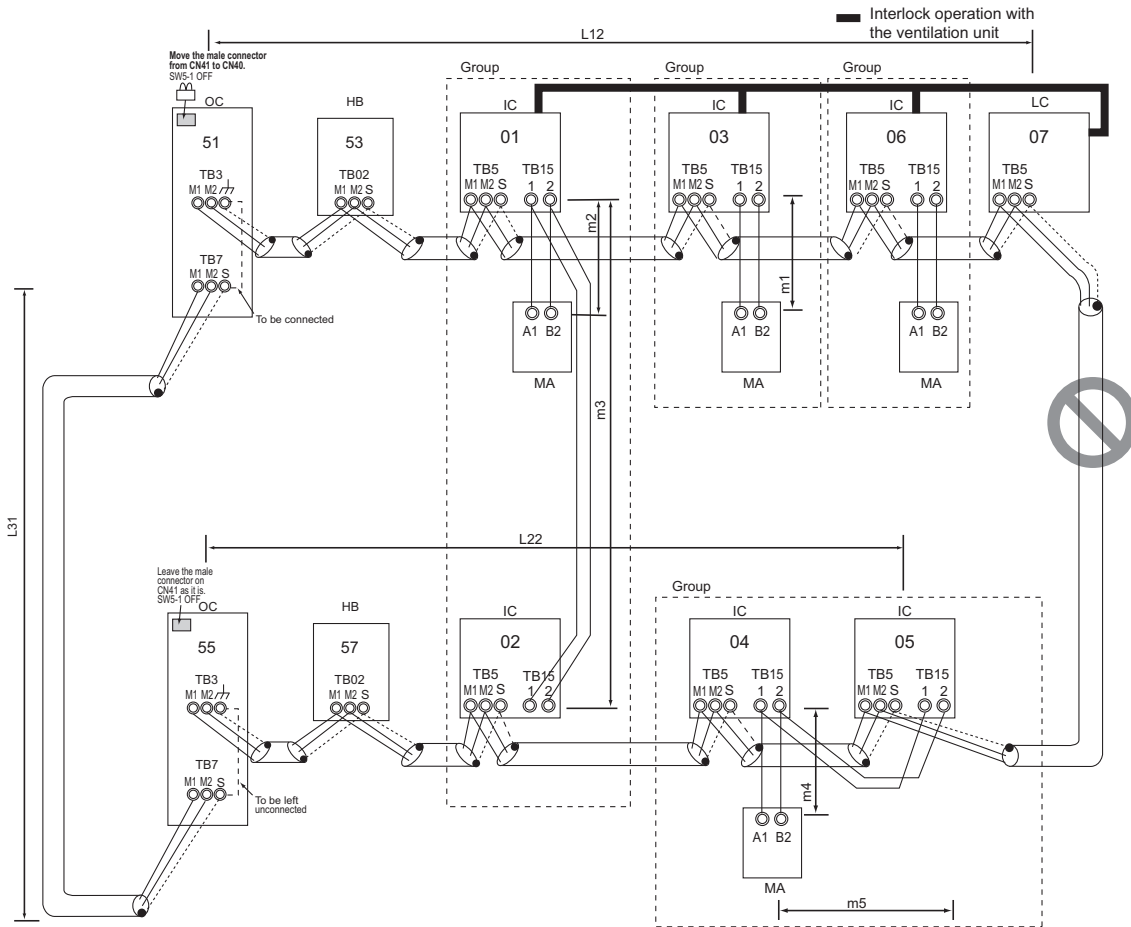 Interlock operation with
the ventilation unit
L12
Move the male connector
from CN41 to CN40.
SW5-1 OFF
Group
Group
Group
OC
HB
IC
IC
IC
LC
51
53
01
03
06
07
TB3
TB02
TB5
TB15
TB5
TB15
TB5
TB15
TB5
M1 M2
M1 M2 S
M1 M2 S
1 2
M1 M2 S
1 2
M1 M2 S
1 2
M1 M2 S
m2
m1
TB7
M1 M2 S
To be connected
A1 B2
A1 B2
A1 B2
MA
MA
MA
m3
L31
L22
Leave the male
connector on
CN41 as it is.
SW5-1 OFF
Group
OC
HB
IC
IC
IC
55
57
02
04
05
TB3
TB02
TB5
TB15
TB5
TB15
TB5
TB15
M1 M2
M1 M2 S
M1 M2 S
1 2
M1 M2 S
1 2
M1 M2 S
1 2
TB7
M1 M2 S
To be left
unconnected
m4
A1 B2
MA
m5